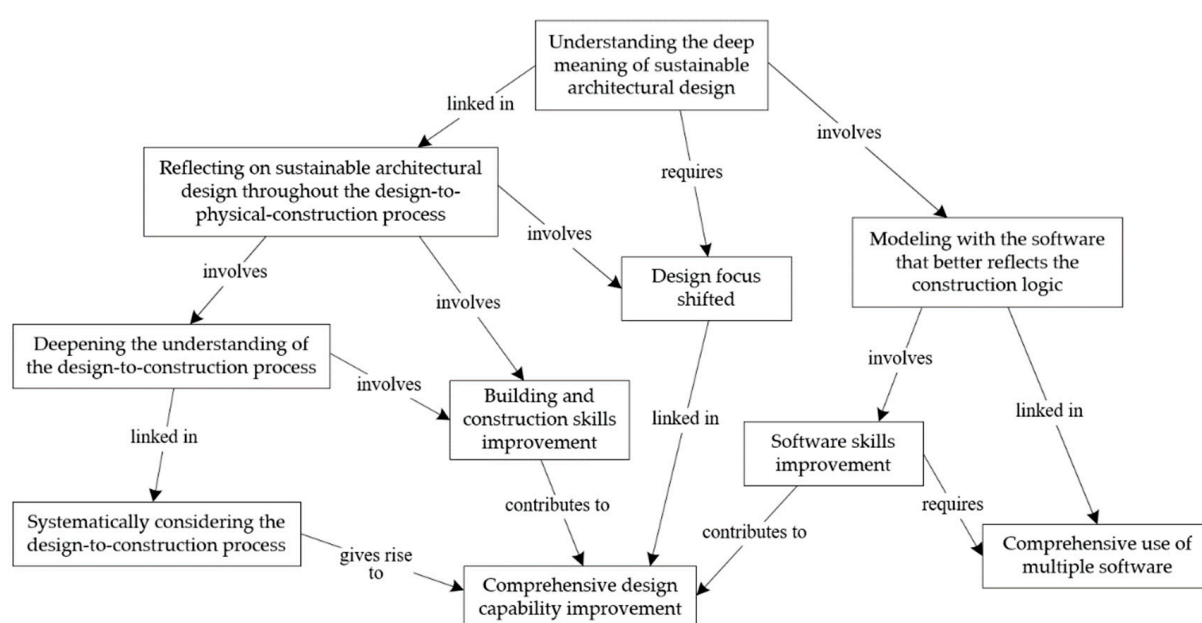 Understanding the deep
meaning of sustainable
architectural design
linked in
involves
requires
Reflecting on sustainable architectural
design throughout the design-to-
physical-construction process
involves
Modeling with the software
that better reflects the
construction logic
involves
involves
Design focus
shifted
Deepening the understanding of
the design-to-construction process
involves
involves
Building and
construction skills
improvement
linked in
linked in
linked in
Software skills
improvement
contributes to
requires
Systematically considering the
design-to-construction process
contributes to
gives rise
to
Comprehensive use of
multiple software
Comprehensive design
capability improvement